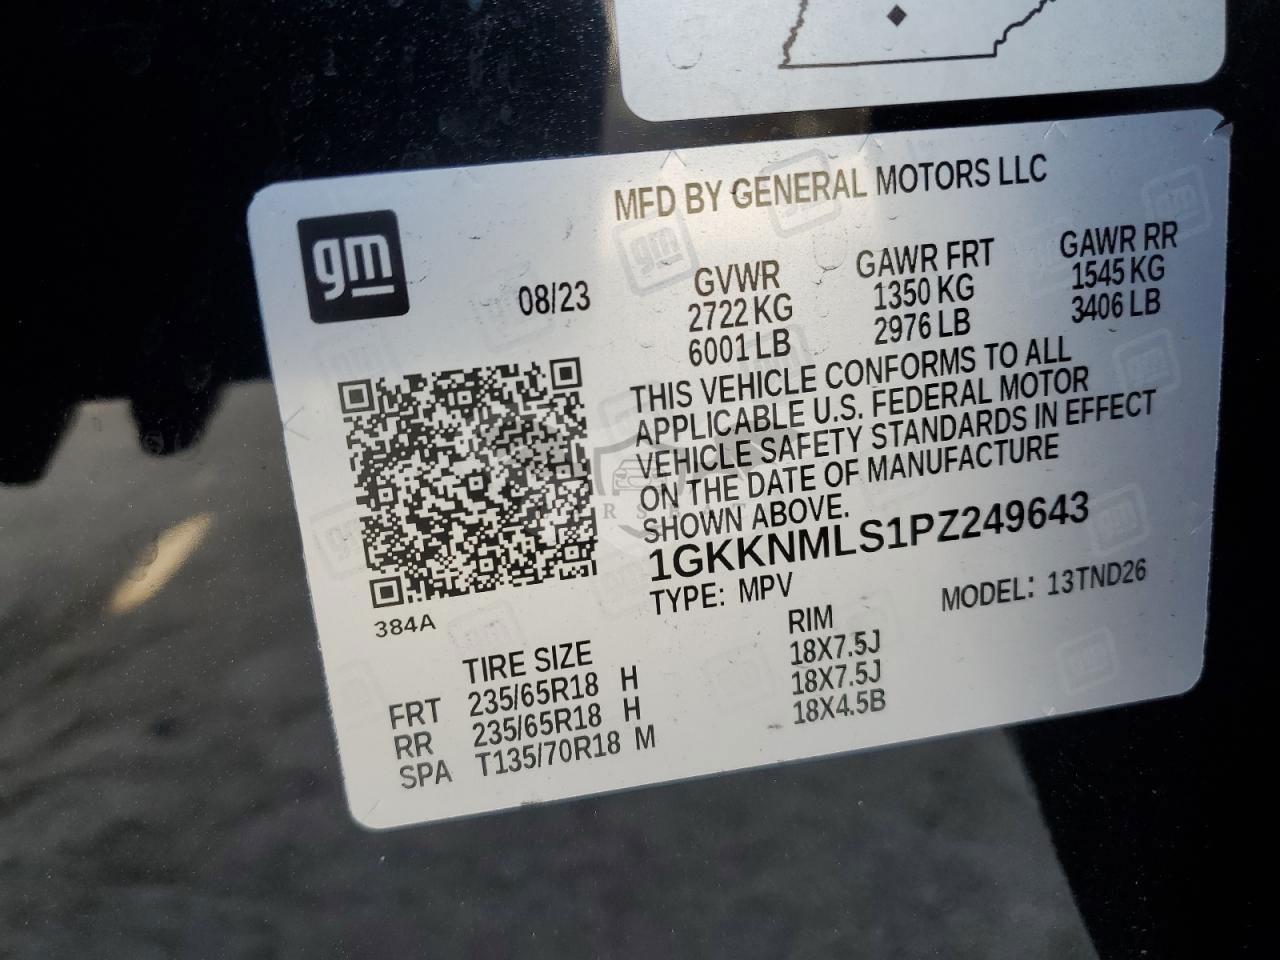 MFD BY GENERAL MOTORS LLC
gm
08/23
GVWR
2722 KG
6001 LB
GAWR FRT
1350 KG
2976 LB
GAWR RR
1545 KG
3406 LB
THIS VEHICLE CONFORMS TO ALL
APPLICABLE U.S. FEDERAL MOTOR
VEHICLE SAFETY STANDARDS IN EFFECT
ON THE DATE OF MANUFACTURE
SHOWN ABOVE.
1GKKNMLS1PZ249643
TYPE: MPV
MODEL: 13TND26
384A
TIRE SIZE
RIM
FRT 235/65R18 H 18X7.5J
RR 235/65R18 H 18X7.5J
SPA T135/70R18 M 18X4.5B